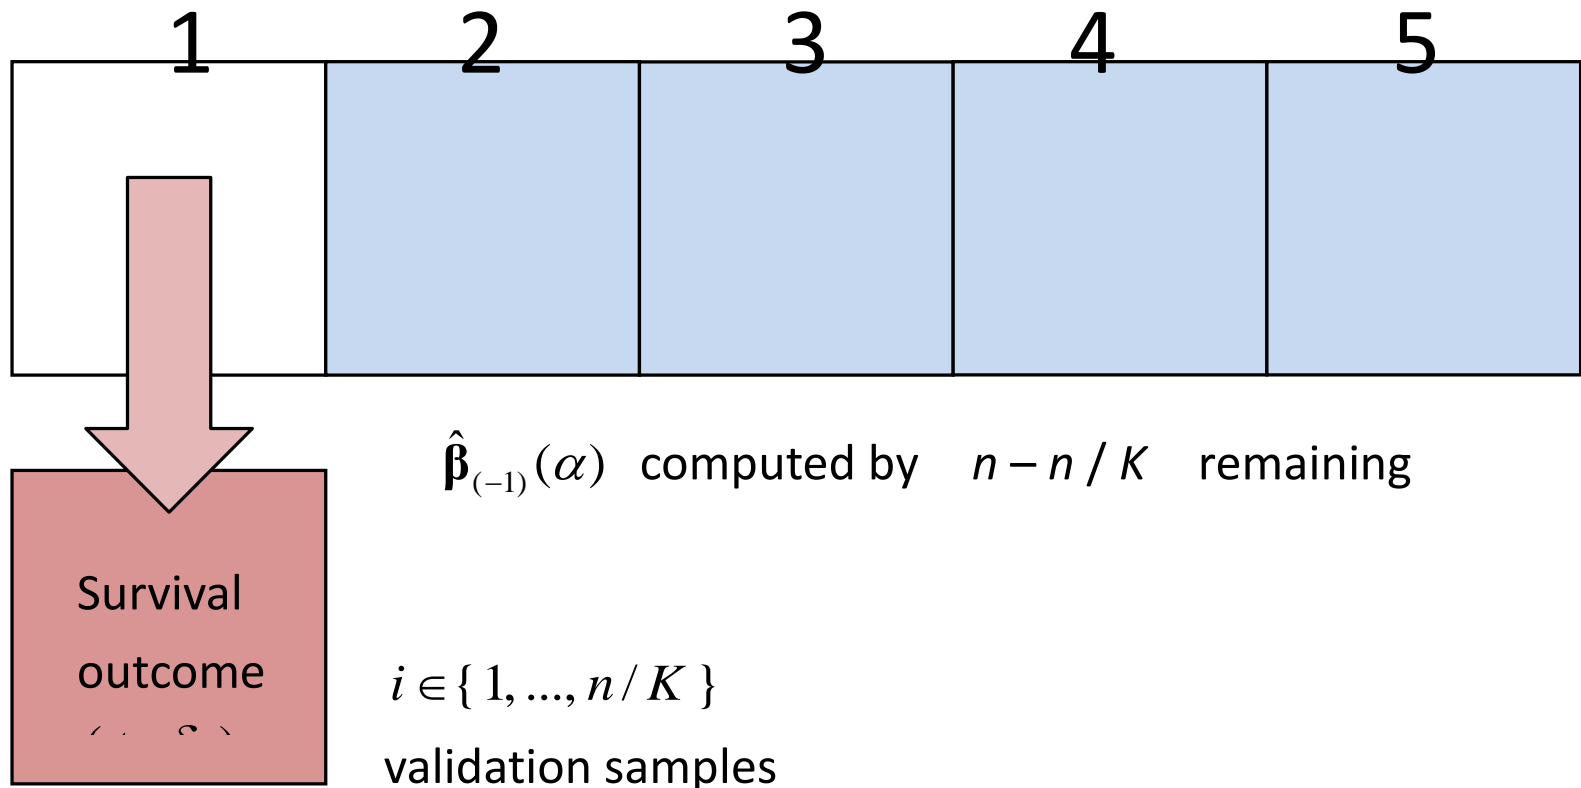 1 2 3 4 5
β̂₍₋₁₎(α) computed by n – n / K remaining
Survival
outcome
i ∈ { 1, ..., n / K }
validation samples